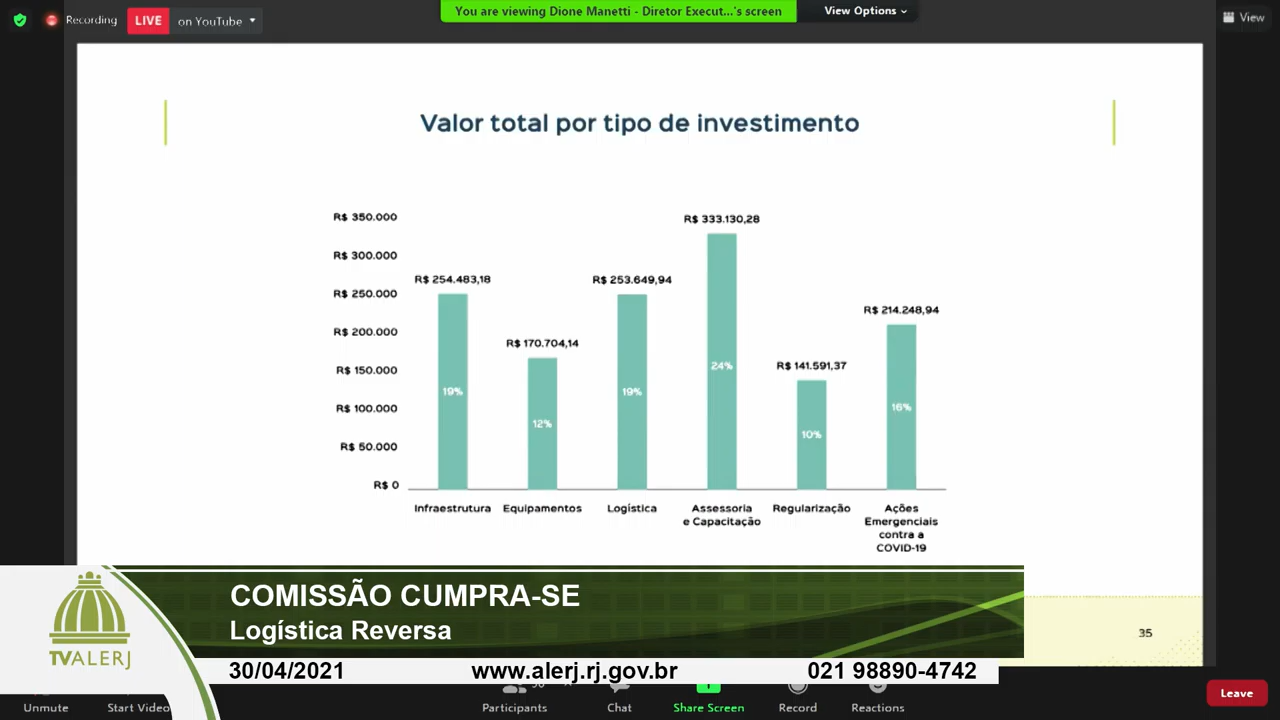 Recording
LIVE
on YouTube
You are viewing Dione Manetti - Diretor Execut...'s screen
View Options
View
Valor total por tipo de investimento
R$ 350.000
R$ 300.000
R$ 250.000
R$ 200.000
R$ 150.000
R$ 100.000
R$ 50.000
R$ 0
R$ 254.483,18
R$ 170.704,14
R$ 253.649,94
R$ 333.130,28
R$ 141.591,37
R$ 214.248,94
19%
12%
19%
24%
10%
16%
Infraestrutura
Equipamentos
Logística
Assessoria
e Capacitação
Regularização
Ações
Emergenciais
contra a
COVID-19
35
COMISSÃO CUMPRA-SE
Logística Reversa
TVALERJ
30/04/2021
www.alerj.rj.gov.br
021 98890-4742
Unmute
Start Video
Participants
Chat
Share Screen
Record
Reactions
Leave